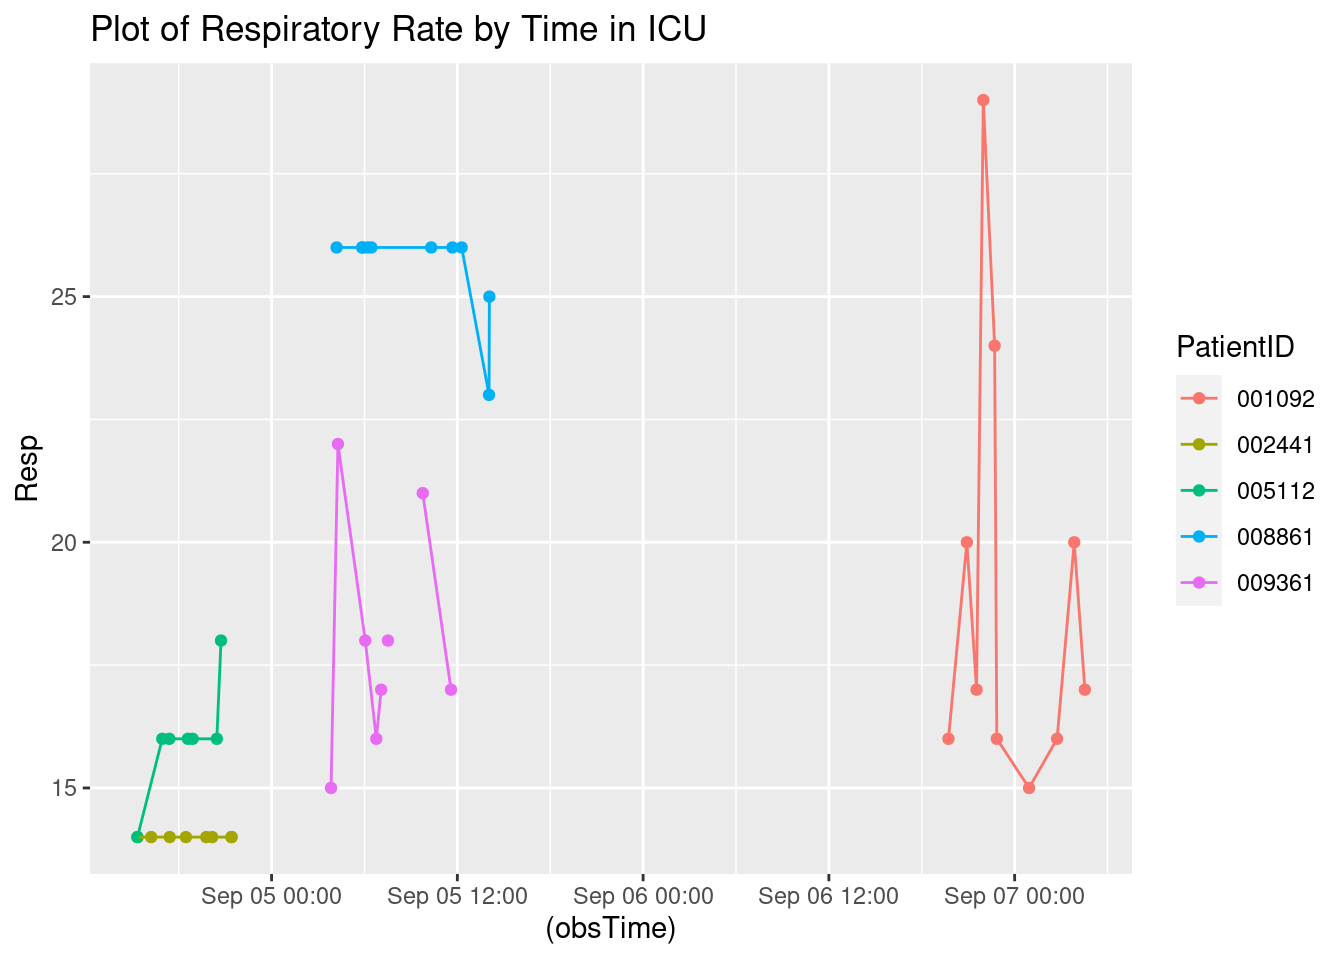 Plot of Respiratory Rate by Time in ICU
Resp
25
20
15
Sep 05 00:00 Sep 05 12:00 Sep 06 00:00 Sep 06 12:00 Sep 07 00:00
(obsTime)
PatientID
001092
002441
005112
008861
009361